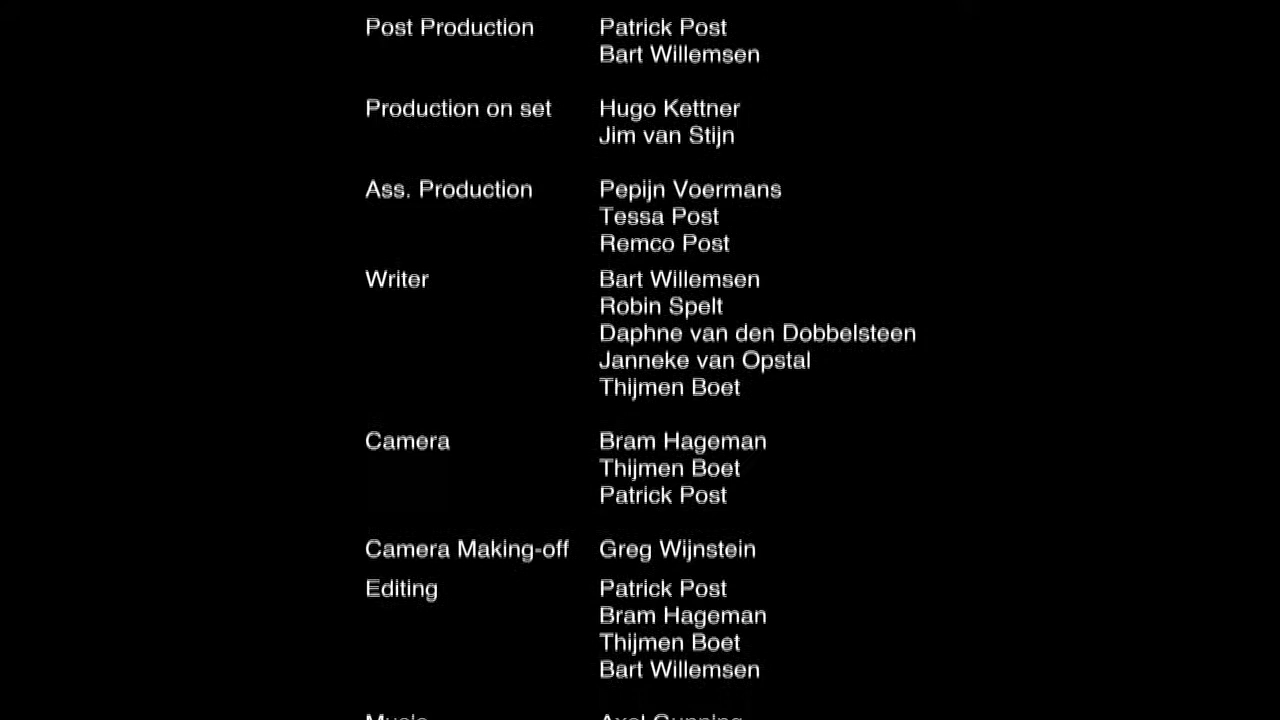 Post Production Patrick Post
Bart Willemsen
Production on set Hugo Kettner
Jim van Stijn
Ass. Production Pepijn Voermans
Tessa Post
Remco Post
Writer Bart Willemsen
Robin Spelt
Daphne van den Dobbelsteen
Janneke van Opstal
Thijmen Boet
Camera Bram Hageman
Thijmen Boet
Patrick Post
Camera Making-off Greg Wijnstein
Editing Patrick Post
Bram Hageman
Thijmen Boet
Bart Willemsen
Music Axel